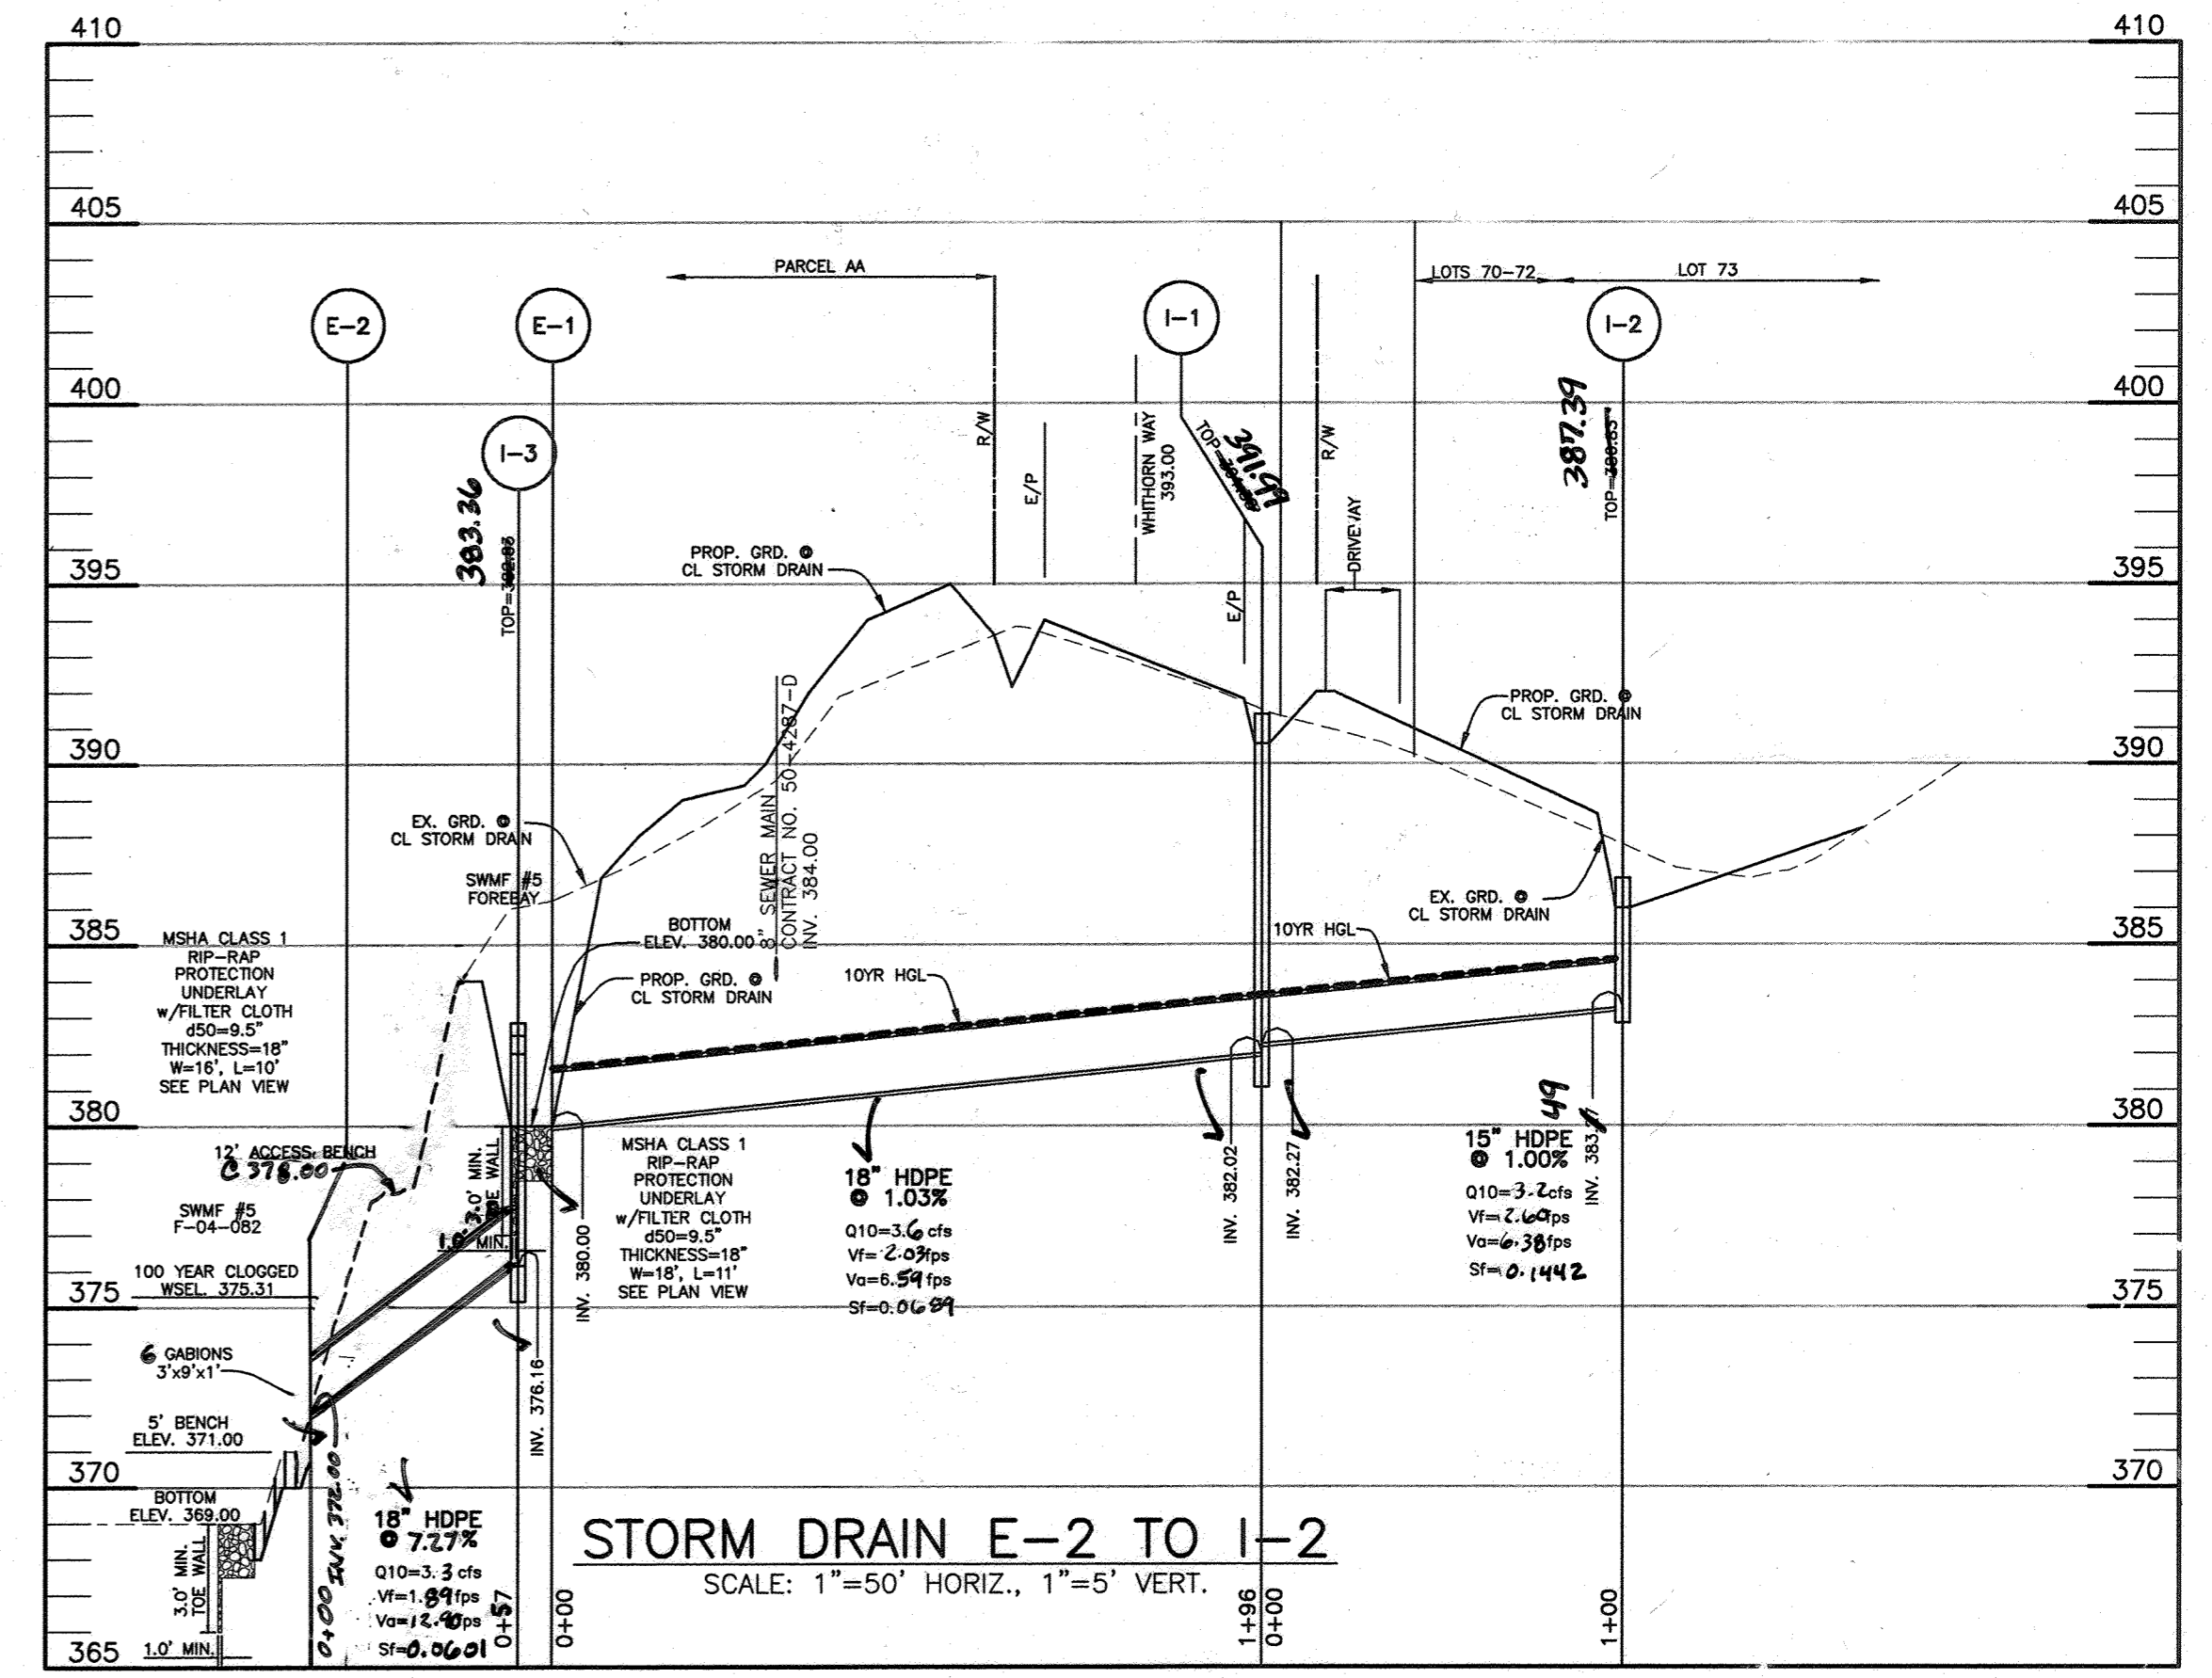 410
410
405
405
PARCEL AA
LOTS 70-72
LOT 73
E-2
E-1
I-1
I-2
400
400
I-3
R/W
E/P
WHITHORN WAY
393.00
TOP=
391.99
R/W
387.39
TOP=
383.36
TOP=382.83
PROP. GRD. @
CL STORM DRAIN
DRIVEWAY
395
395
E/P
PROP. GRD. @
CL STORM DRAIN
390
390
8" SEWER MAIN
CONTRACT NO. 50-4287-D
INV. 384.00
EX. GRD. @
CL STORM DRAIN
SWMF #5
FOREBAY
EX. GRD. @
CL STORM DRAIN
385
385
BOTTOM
ELEV. 380.00
10YR HGL
MSHA CLASS 1
RIP-RAP
PROTECTION
UNDERLAY
w/FILTER CLOTH
d50=9.5"
THICKNESS=18"
W=16', L=10'
SEE PLAN VIEW
PROP. GRD. @
CL STORM DRAIN
10YR HGL
380
380
12' ACCESS BENCH
@ 378.00
3.0' MIN.
TOE WALL
1.0' MIN.
MSHA CLASS 1
RIP-RAP
PROTECTION
UNDERLAY
w/FILTER CLOTH
d50=9.5"
THICKNESS=18"
W=18', L=11'
SEE PLAN VIEW
INV. 380.00
18" HDPE
@ 1.03%
Q10=3.6 cfs
Vf=2.03fps
Va=6.59 fps
Sf=0.0689
INV. 382.02
INV. 382.27
15" HDPE
@ 1.00%
Q10=3.2cfs
Vf=2.60fps
Va=6.38fps
Sf=0.1442
INV. 383.
49
SWMF #5
F-04-082
100 YEAR CLOGGED
WSEL. 375.31
375
375
6 GABIONS
3'x9'x1'
INV. 376.16
5' BENCH
ELEV. 371.00
370
370
BOTTOM
ELEV. 369.00
3.0' MIN.
TOE WALL
1.0' MIN.
365
0+00 INV. 372.00
18" HDPE
@ 7.27%
Q10=3.3 cfs
Vf=1.89fps
Va=12.90fps
Sf=0.0601
0+57
0+00
STORM DRAIN E-2 TO I-2
SCALE: 1"=50' HORIZ., 1"=5' VERT.
1+96
0+00
1+00